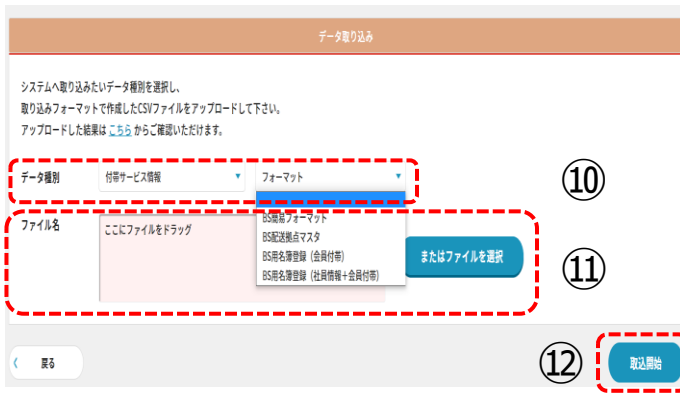 データ取り込み
システムへ取り込みたいデータ種別を選択し、
取り込みフォーマットで作成したCSVファイルをアップロードして下さい。
アップロードした結果は こちら からご確認いただけます。
データ種別 付帯サービス情報 フォーマット ⑩
BS簡易フォーマット
BS配送拠点マスタ
BS用名簿登録（会員付帯）
BS用名簿登録（社員情報+会員付帯）
ファイル名 ここにファイルをドラッグ またはファイルを選択 ⑪
戻る ⑫ 取込開始